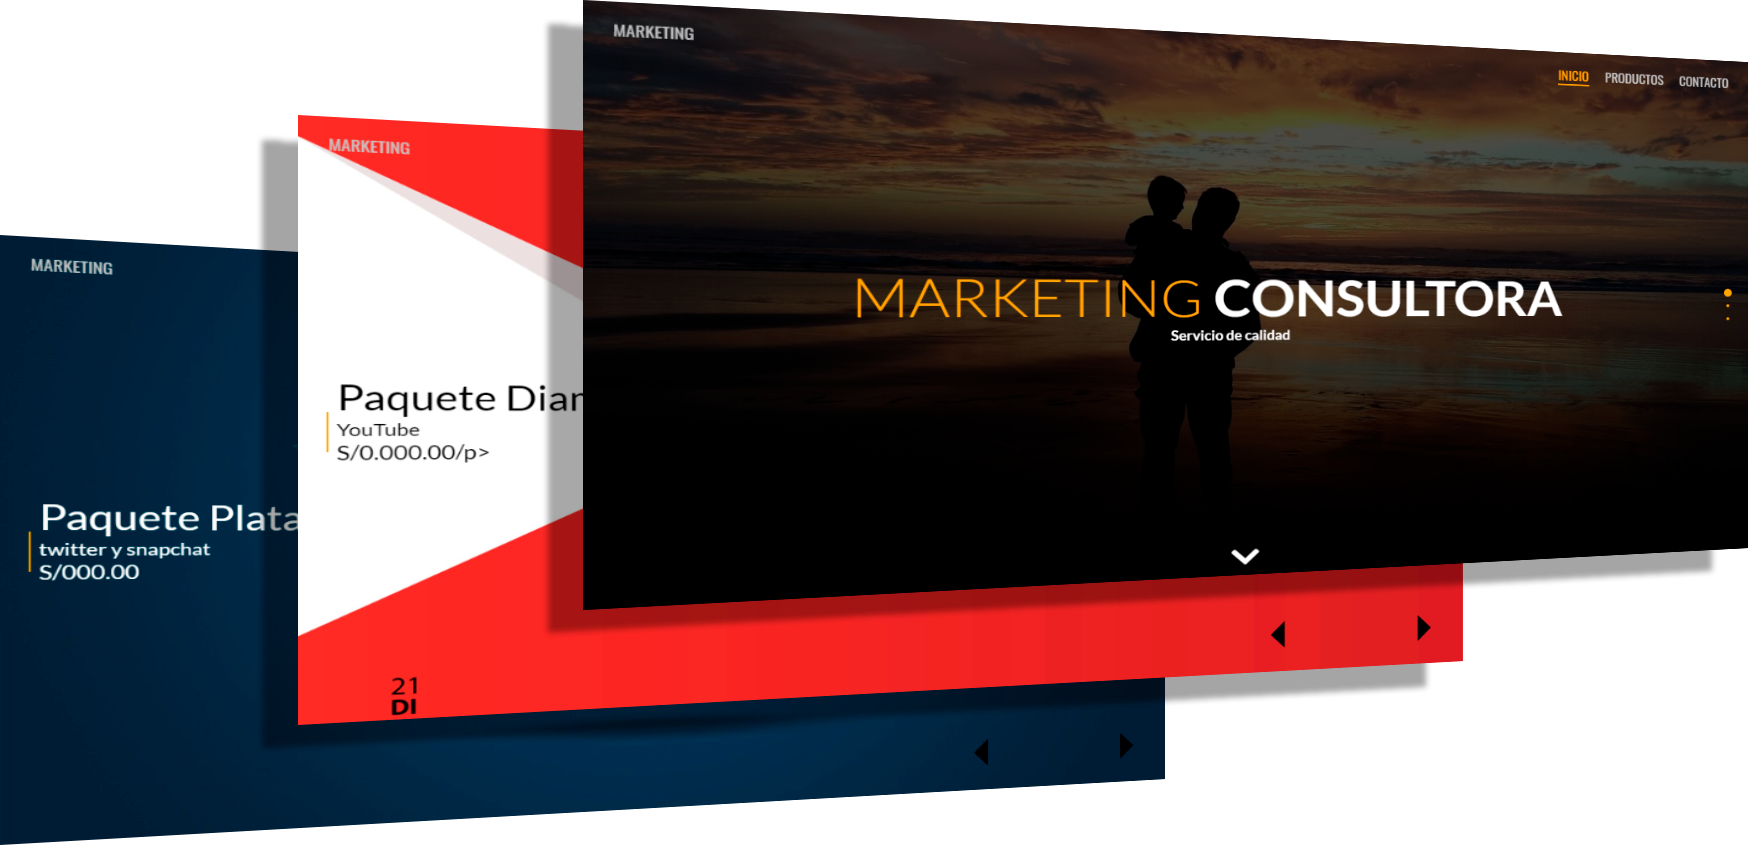 MARKETING
INICIO PRODUCTOS CONTACTO
MARKETING CONSULTORA
Servicio de calidad
MARKETING
YouTube
S/0.000.00/p>
Paquete
21
DI
MARKETING
Paquete Plata
twitter y snapchat
S/000.00